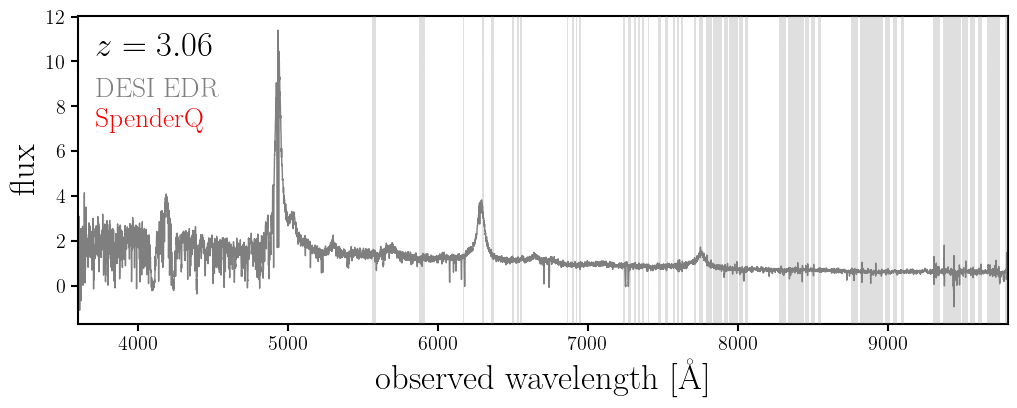 z = 3.06
DESI EDR
SpenderQ
flux
12
10
8
6
4
2
0
4000 5000 6000 7000 8000 9000
observed wavelength [Å]